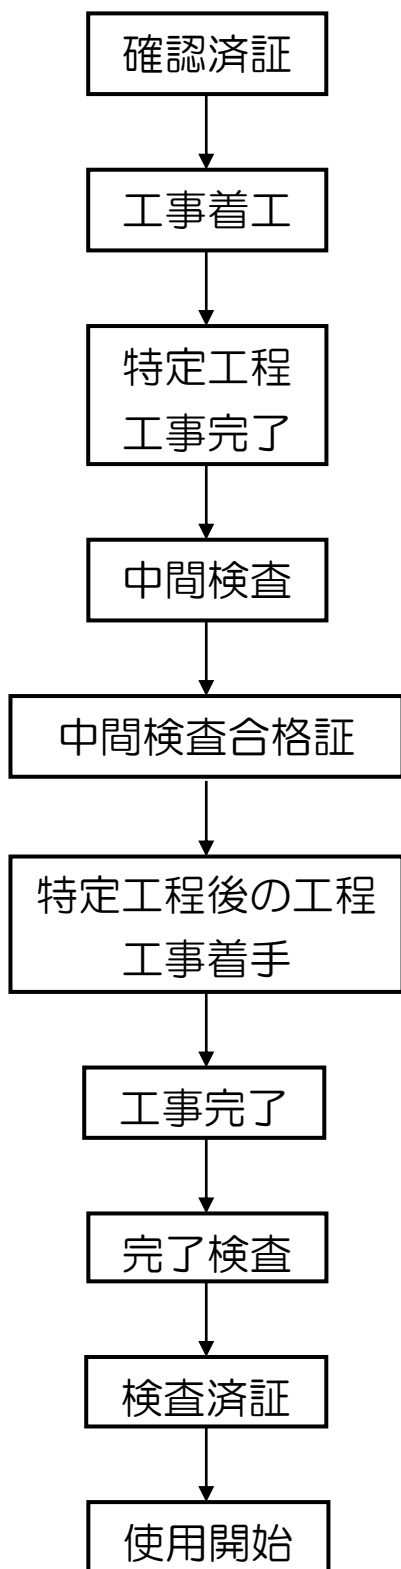 確認済証
工事着工
特定工程
工事完了
中間検査
中間検査合格証
特定工程後の工程
工事着手
工事完了
完了検査
検査済証
使用開始